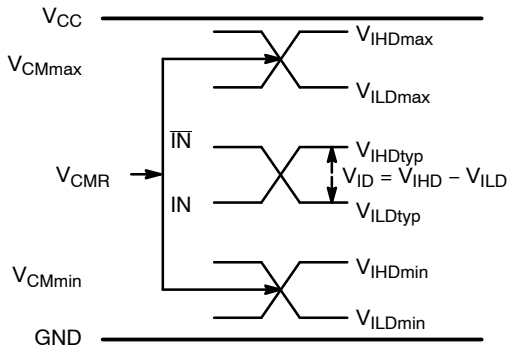 VCC
VIHDmax
VCMmax
VILDmax
IN
VIHDtyp
VCMR
VID = VIHD − VILD
IN
VILDtyp
VIHDmin
VCMmin
VILDmin
GND